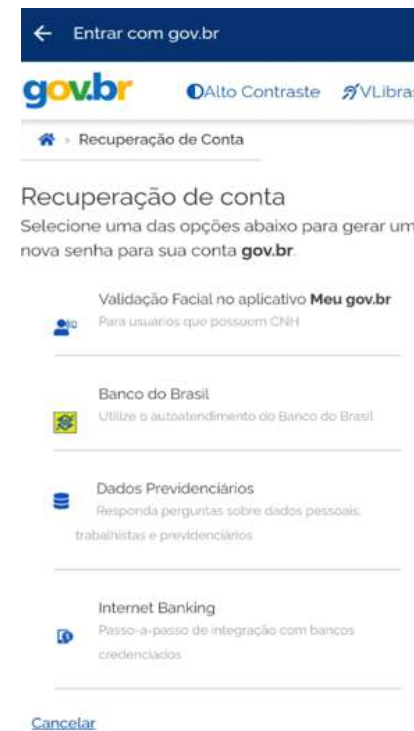 Entrar com gov.br
gov.br
Alto Contraste VLibras
Recuperação de Conta
Recuperação de conta
Selecione uma das opções abaixo para gerar um
nova senha para sua conta gov.br.
Validação Facial no aplicativo Meu gov.br
Para usuários que possuem CNH
Banco do Brasil
Utilize o autoatendimento do Banco do Brasil
Dados Previdenciários
Responda perguntas sobre dados pessoais,
trabalhistas e previdenciários
Internet Banking
Passo-a-passo de integração com bancos
credenciados
Cancelar